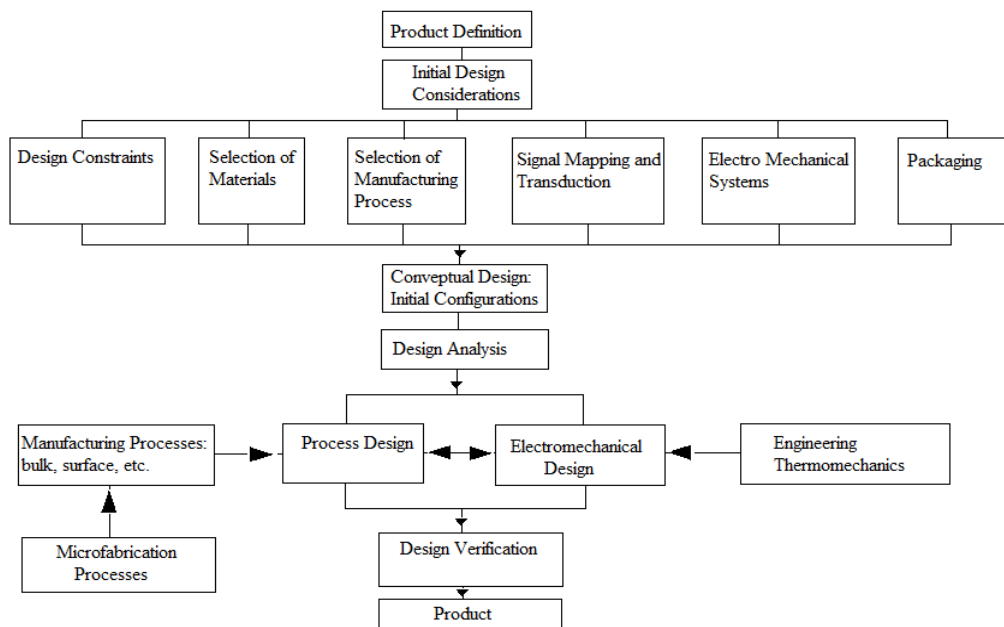 Product Definition
Initial Design
Considerations
Design Constraints
Selection of
Materials
Selection of
Manufacturing
Process
Signal Mapping and
Transduction
Electro Mechanical
Systems
Packaging
Conveptual Design:
Initial Configurations
Design Analysis
Manufacturing Processes:
bulk, surface, etc.
Process Design
Electromechanical
Design
Engineering
Thermomechanics
Microfabrication
Processes
Design Verification
Product